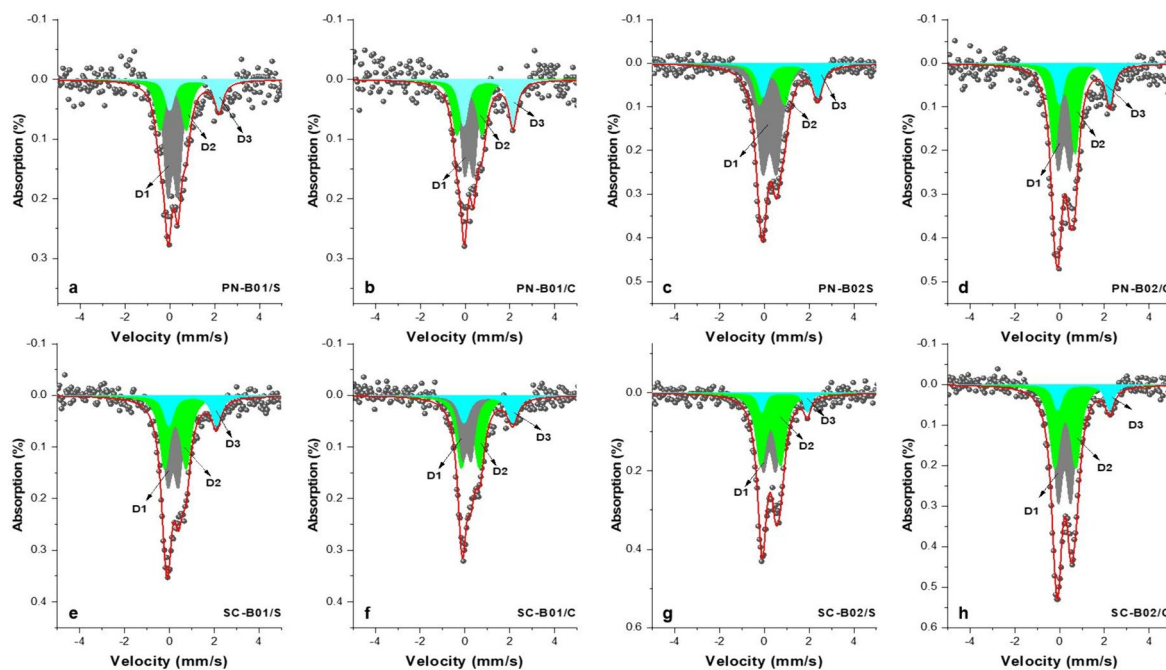 -0.1
0.0
0.1
0.2
0.3
Absorption (%)
D1
D2
D3
a
PN-B01/S
-4 -2 0 2 4
Velocity (mm/s)
-0.1
0.0
0.1
0.2
0.3
Absorption (%)
D1
D2
D3
b
PN-B01/C
-4 -2 0 2 4
Velocity (mm/s)
-0.1
0.0
0.1
0.2
0.3
0.4
0.5
Absorption (%)
D1
D2
D3
c
PN-B02S
-4 -2 0 2 4
Velocity (mm/s)
-0.1
0.0
0.1
0.2
0.3
0.4
0.5
Absorption (%)
D1
D2
D3
d
PN-B02/C
-4 -2 0 2 4
Velocity (mm/s)
-0.1
0.0
0.1
0.2
0.3
0.4
Absorption (%)
D1
D2
D3
e
SC-B01/S
-4 -2 0 2 4
Velocity (mm/s)
-0.1
0.0
0.1
0.2
0.3
0.4
Absorption (%)
D1
D2
D3
f
SC-B01/C
-4 -2 0 2 4
Velocity (mm/s)
0.0
0.2
0.4
0.6
Absorption (%)
D1
D2
D3
g
SC-B02/S
-4 -2 0 2 4
Velocity (mm/s)
-0.1
0.0
0.1
0.2
0.3
0.4
0.5
0.6
Absorption (%)
D1
D2
D3
h
SC-B02/C
-4 -2 0 2 4
Velocity (mm/s)